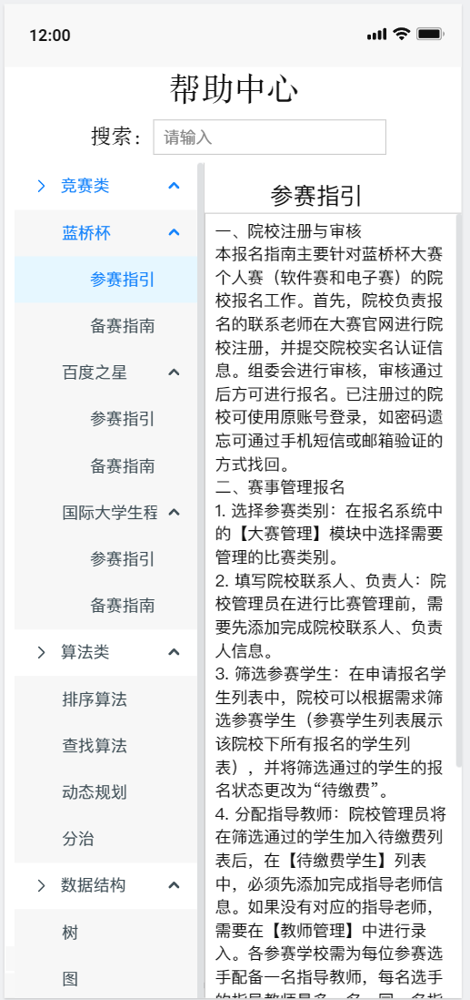 12:00
帮助中心
搜索：
请输入
竞赛类
蓝桥杯
参赛指引
备赛指南
百度之星
参赛指引
备赛指南
国际大学生程
参赛指引
备赛指南
算法类
排序算法
查找算法
动态规划
分治
数据结构
树
图
参赛指引
一、院校注册与审核
本报名指南主要针对蓝桥杯大赛
个人赛（软件赛和电子赛）的院
校报名工作。首先，院校负责报
名的联系老师在大赛官网进行院
校注册，并提交院校实名认证信
息。组委会进行审核，审核通过
后方可进行报名。已注册过的院
校可使用原账号登录，如密码遗
忘可通过手机短信或邮箱验证的
方式找回。
二、赛事管理报名
1. 选择参赛类别：在报名系统中
的【大赛管理】模块中选择需要
管理的比赛类别。
2. 填写院校联系人、负责人：院
校管理员在进行比赛管理前，需
要先添加完成院校联系人、负责
人信息。
3. 筛选参赛学生：在申请报名学
生列表中，院校可以根据需求筛
选参赛学生（参赛学生列表展示
该院校下所有报名的学生列
表），并将筛选通过的学生的报
名状态更改为“待缴费”。
4. 分配指导教师：院校管理员将
在筛选通过的学生加入待缴费列
表后，在【待缴费学生】列表
中，必须先添加完成指导老师信
息。如果没有对应的指导老师，
需要在【教师管理】中进行录
入。各参赛学校需为每位参赛选
手配备一名指导教师，每名选手
的指导教师最多一名，同一名指